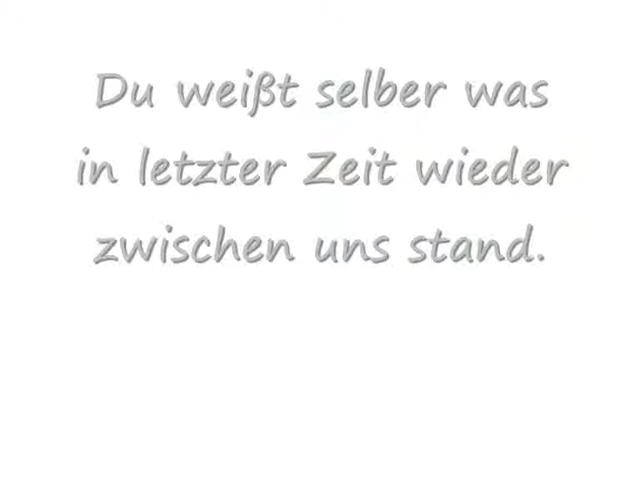 Du weißt selber was
in letzter Zeit wieder
zwischen uns stand.